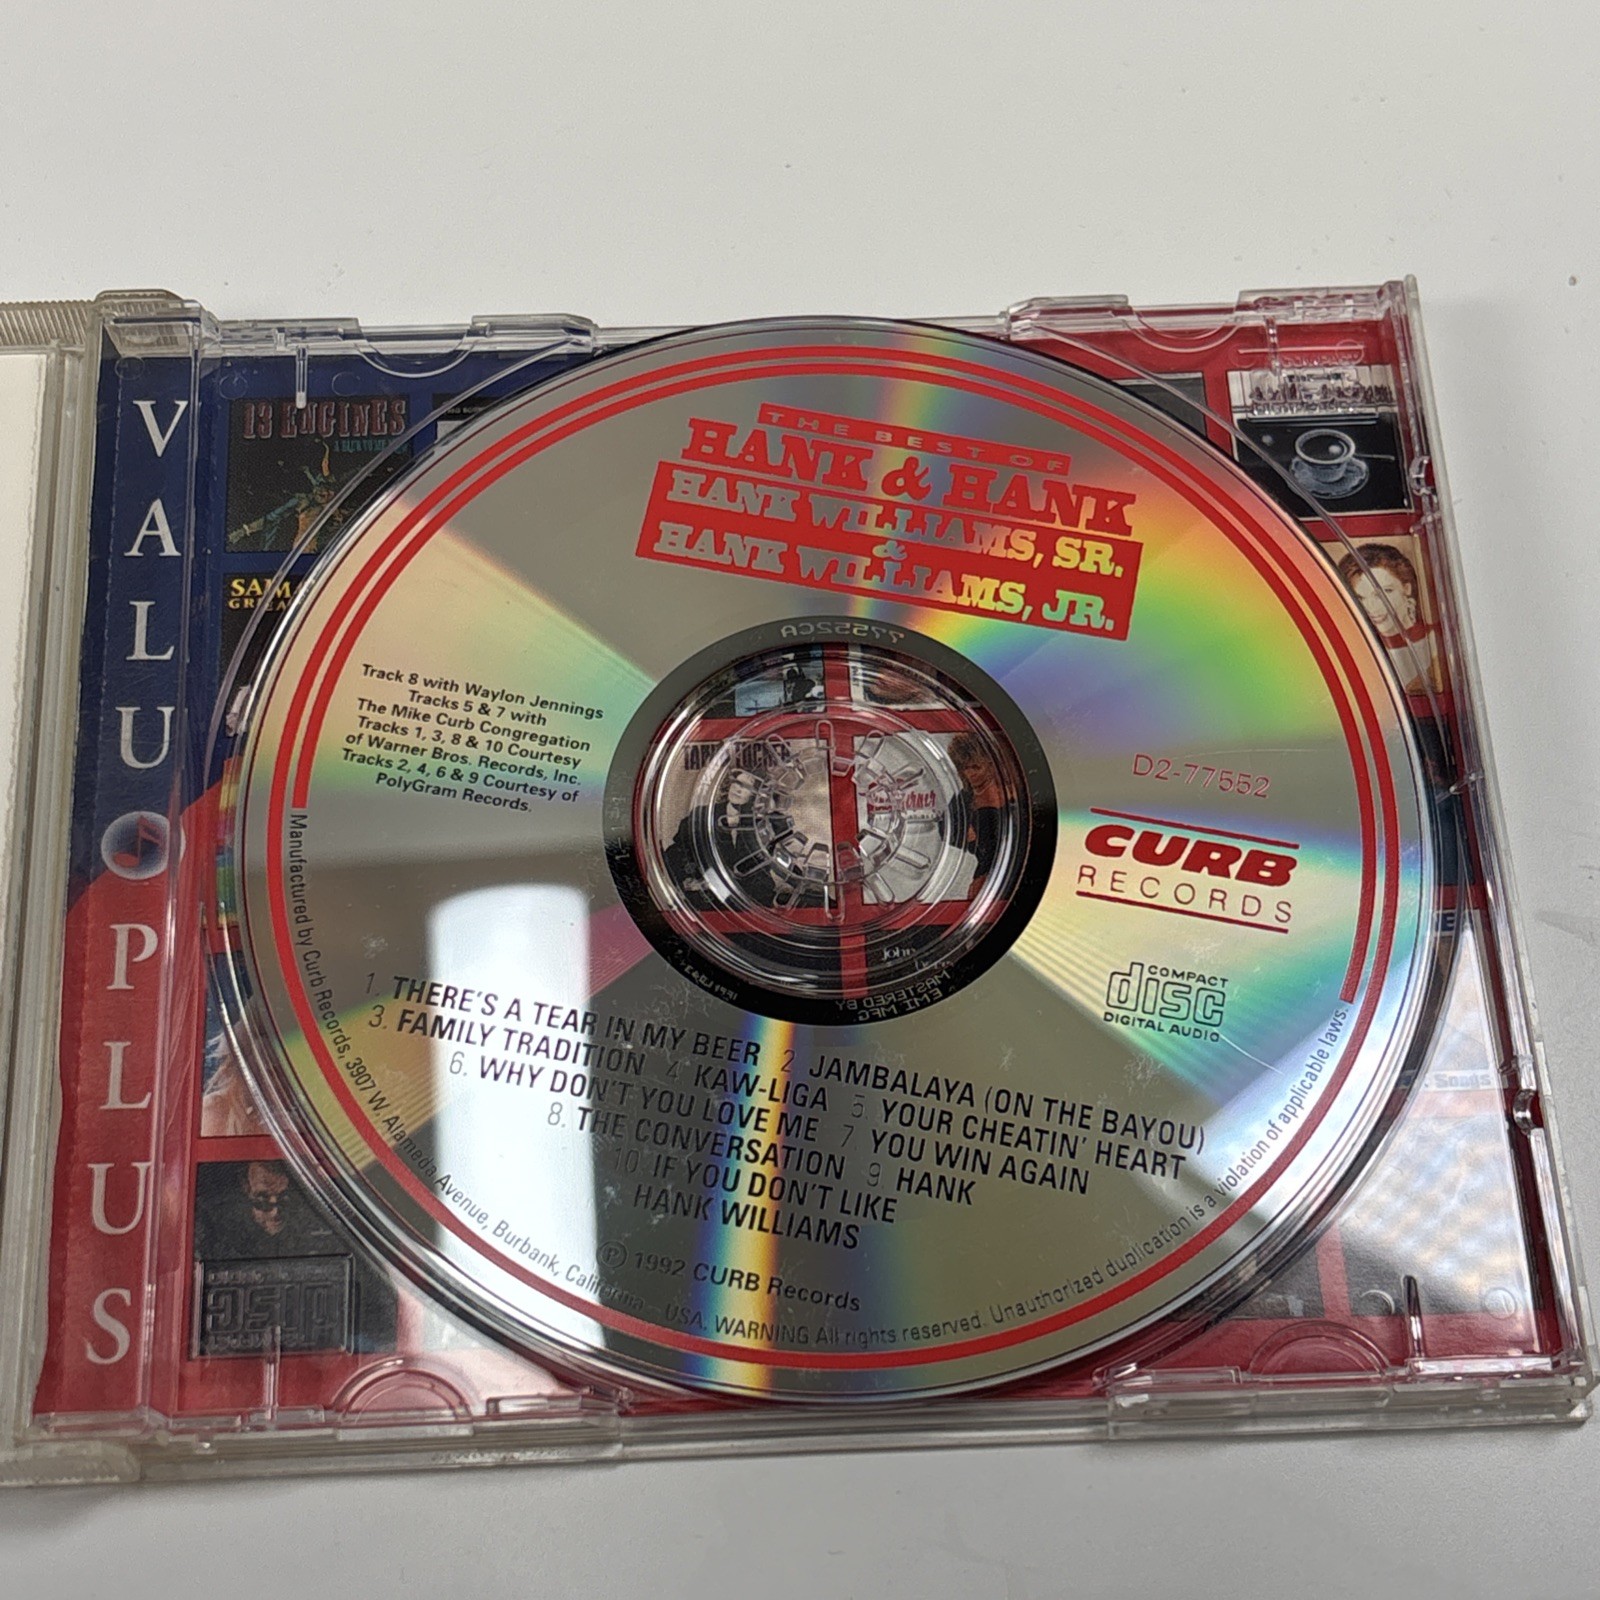 VALU PLUS
13 ENGINES
THE BEST OF
HANK & HANK
HANK WILLIAMS, SR.
&
HANK WILLIAMS, JR.
77552CA
Track 8 with Waylon Jennings
Tracks 5 & 7 with
The Mike Curb Congregation
Tracks 1, 3, 8 & 10 Courtesy
of Warner Bros. Records, Inc.
Tracks 2, 4, 6 & 9 Courtesy of
PolyGram Records.
D2-77552
CURB
RECORDS
COMPACT
disc
DIGITAL AUDIO
MASTERED BY
EMI MFG
1. THERE'S A TEAR IN MY BEER 2. JAMBALAYA (ON THE BAYOU)
3. FAMILY TRADITION 4. KAW-LIGA 5. YOUR CHEATIN' HEART
6. WHY DON'T YOU LOVE ME 7. YOU WIN AGAIN
8. THE CONVERSATION 9. HANK
10. IF YOU DON'T LIKE
HANK WILLIAMS
℗ 1992 CURB Records
Manufactured by Curb Records, 3907 W. Alameda Avenue, Burbank, California - USA. WARNING All rights reserved. Unauthorized duplication is a violation of applicable laws.